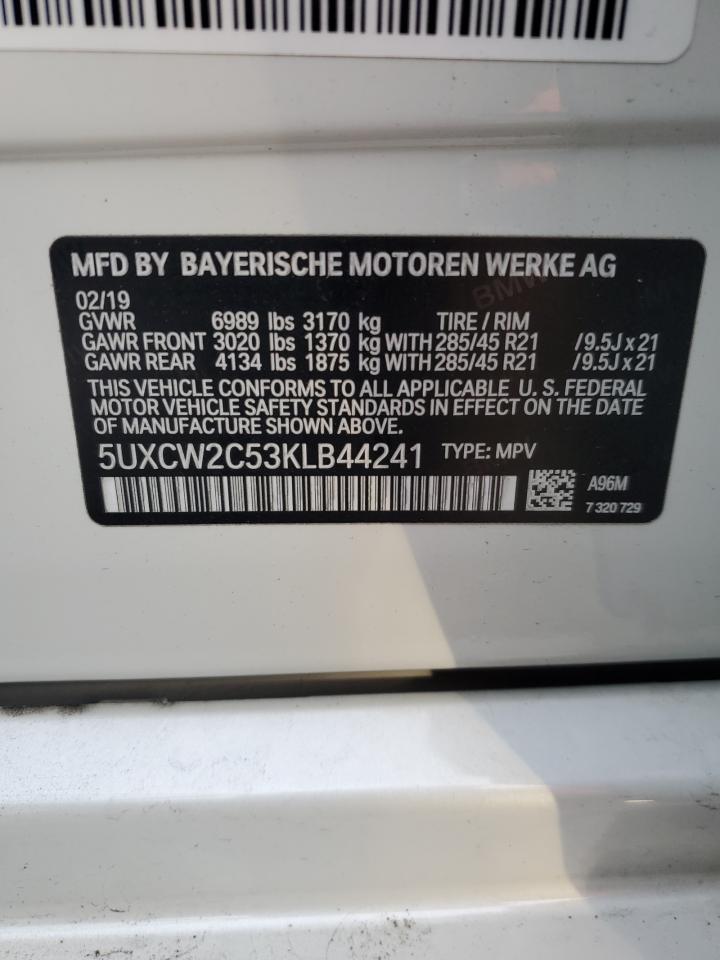 MFD BY BAYERISCHE MOTOREN WERKE AG
02/19
GVWR 6989 lbs 3170 kg TIRE / RIM
GAWR FRONT 3020 lbs 1370 kg WITH 285/45 R21 /9.5J x 21
GAWR REAR 4134 lbs 1875 kg WITH 285/45 R21 /9.5J x 21
THIS VEHICLE CONFORMS TO ALL APPLICABLE U. S. FEDERAL
MOTOR VEHICLE SAFETY STANDARDS IN EFFECT ON THE DATE
OF MANUFACTURE SHOWN ABOVE.
5UXCW2C53KLB44241 TYPE: MPV
A96M
7 320 729